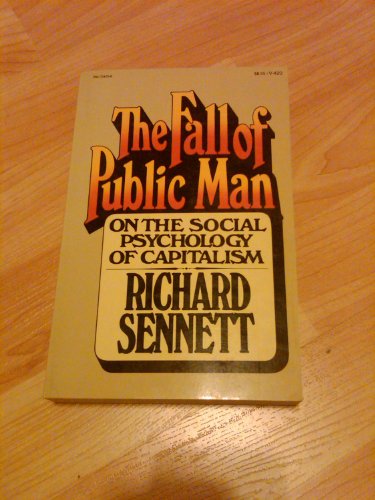 The Fall of
Public Man
ON THE SOCIAL
PSYCHOLOGY
OF CAPITALISM
RICHARD
SENNETT